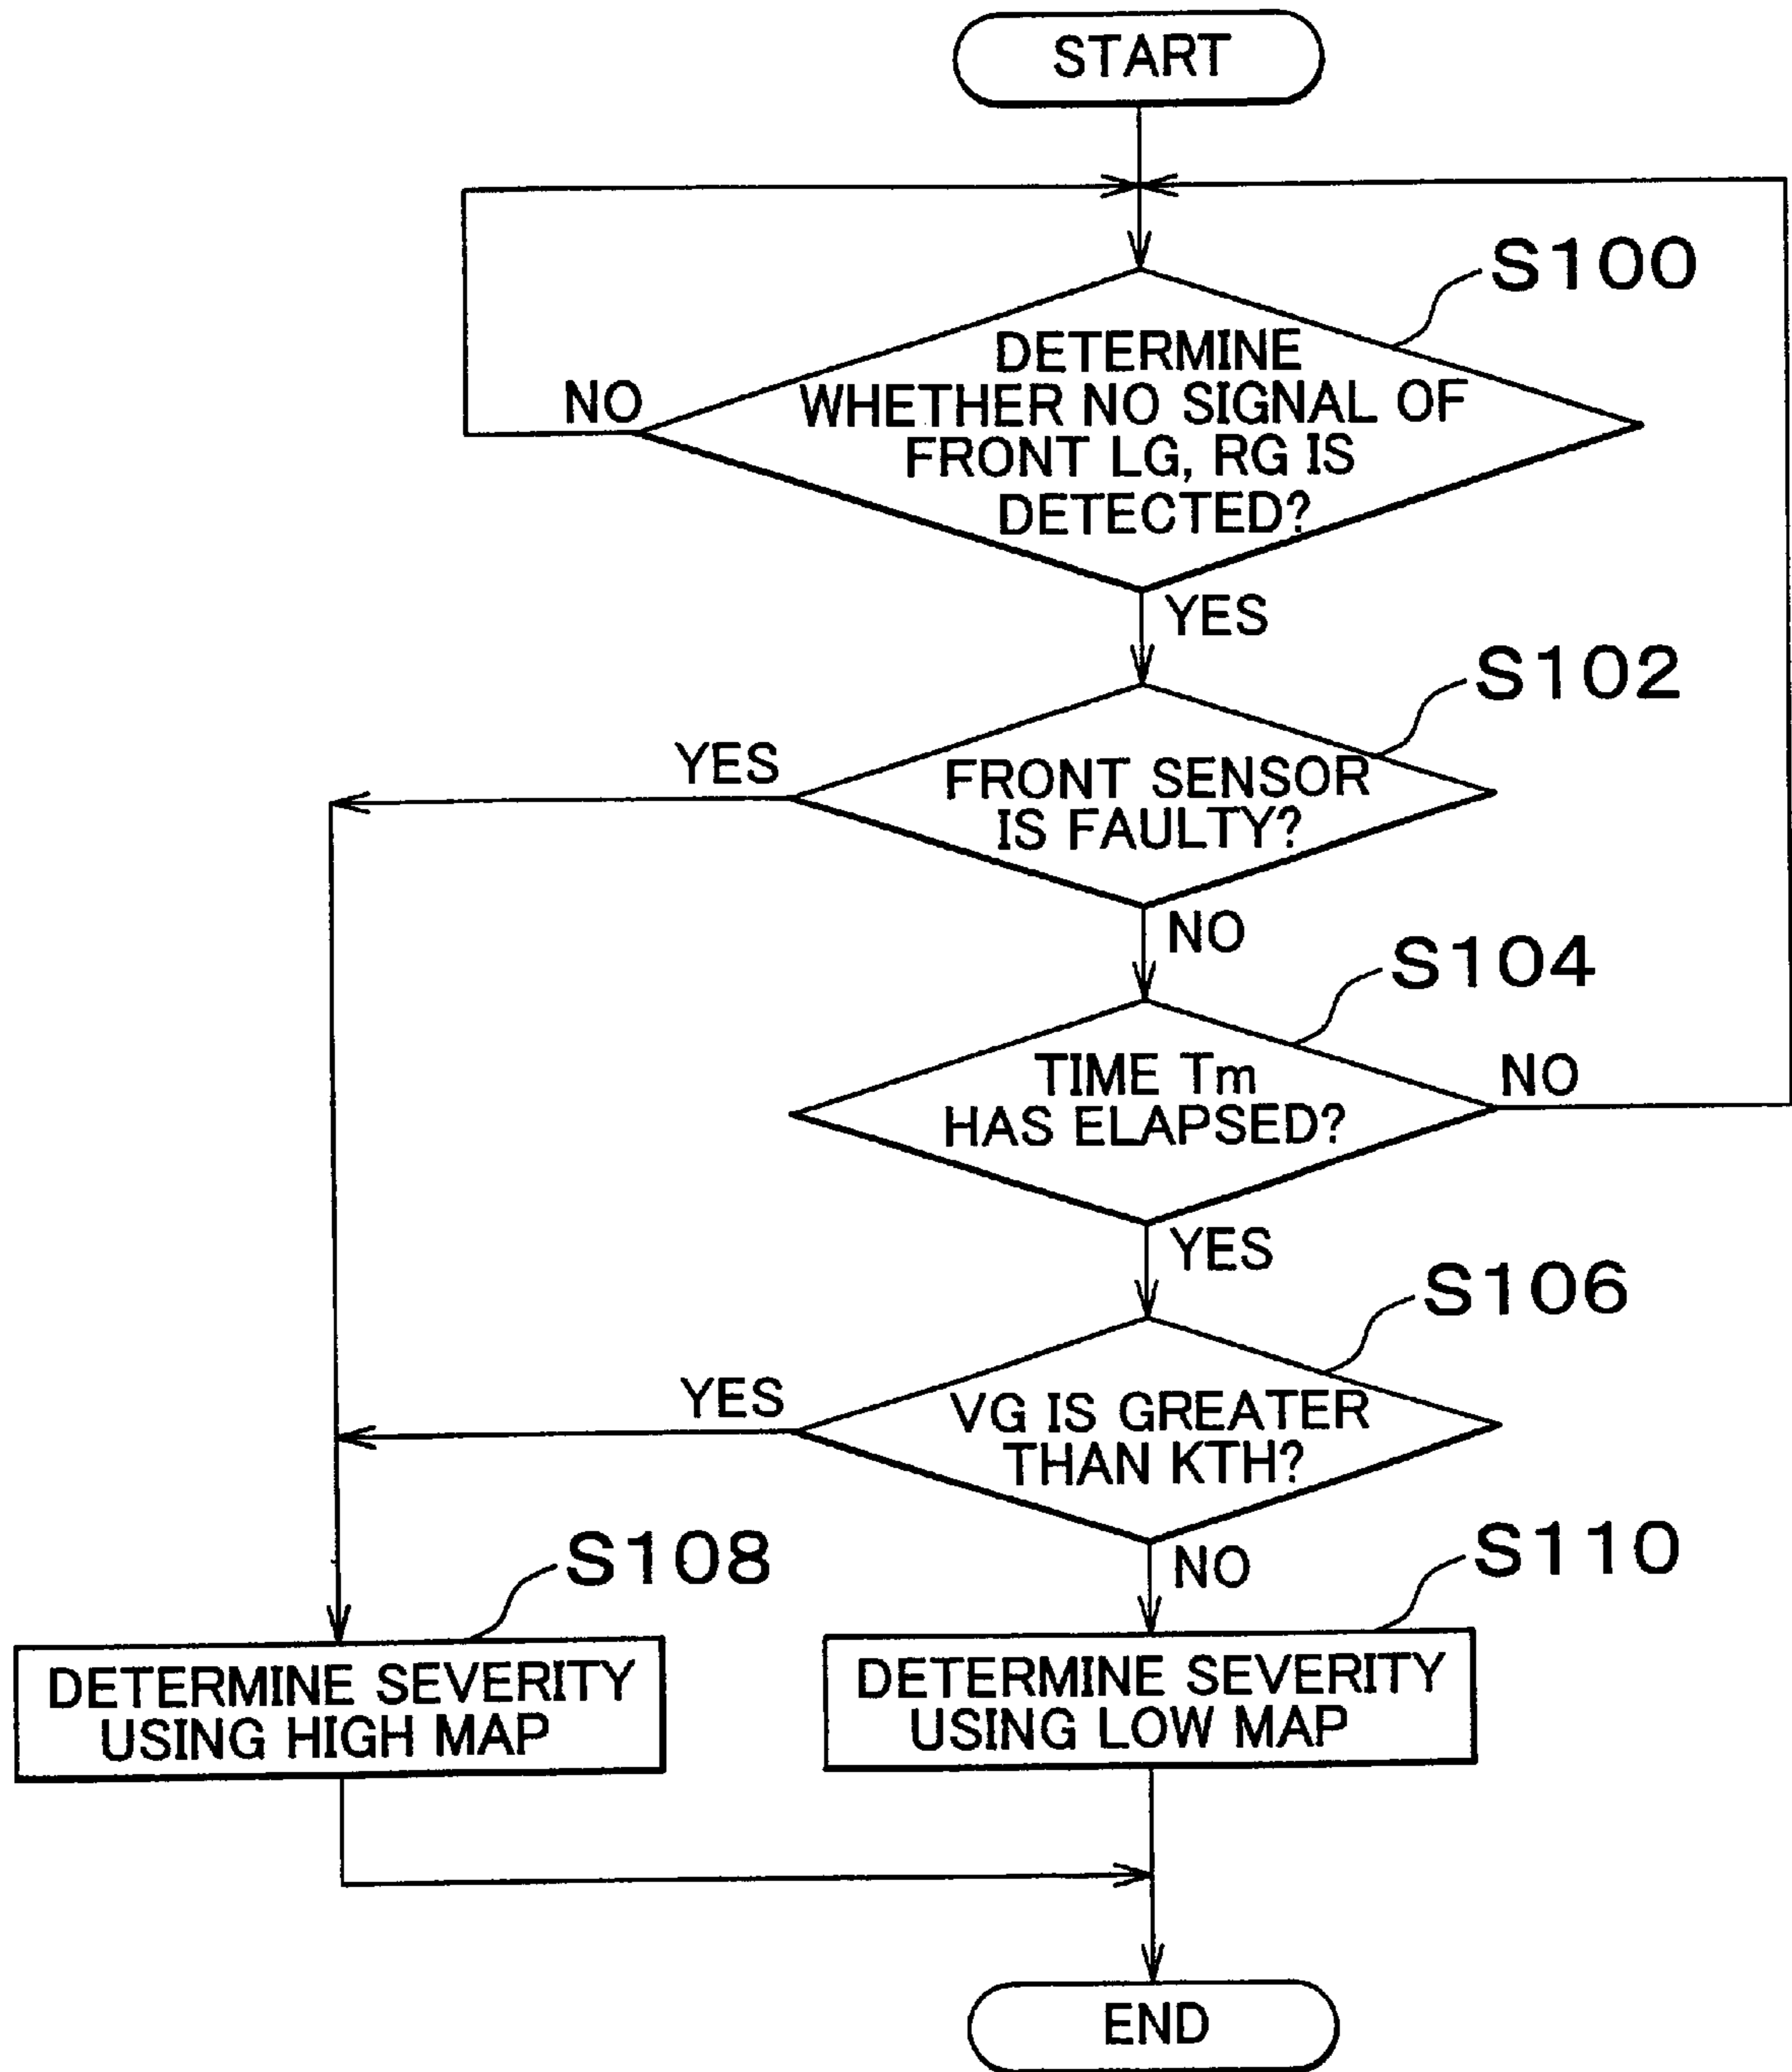 START
S100
DETERMINE
WHETHER NO SIGNAL OF
FRONT LG, RG IS
DETECTED?
NO
YES
S102
FRONT SENSOR
IS FAULTY?
YES
NO
S104
TIME Tm
HAS ELAPSED?
NO
YES
S106
VG IS GREATER
THAN KTH?
YES
NO
S108
DETERMINE SEVERITY
USING HIGH MAP
S110
DETERMINE SEVERITY
USING LOW MAP
END